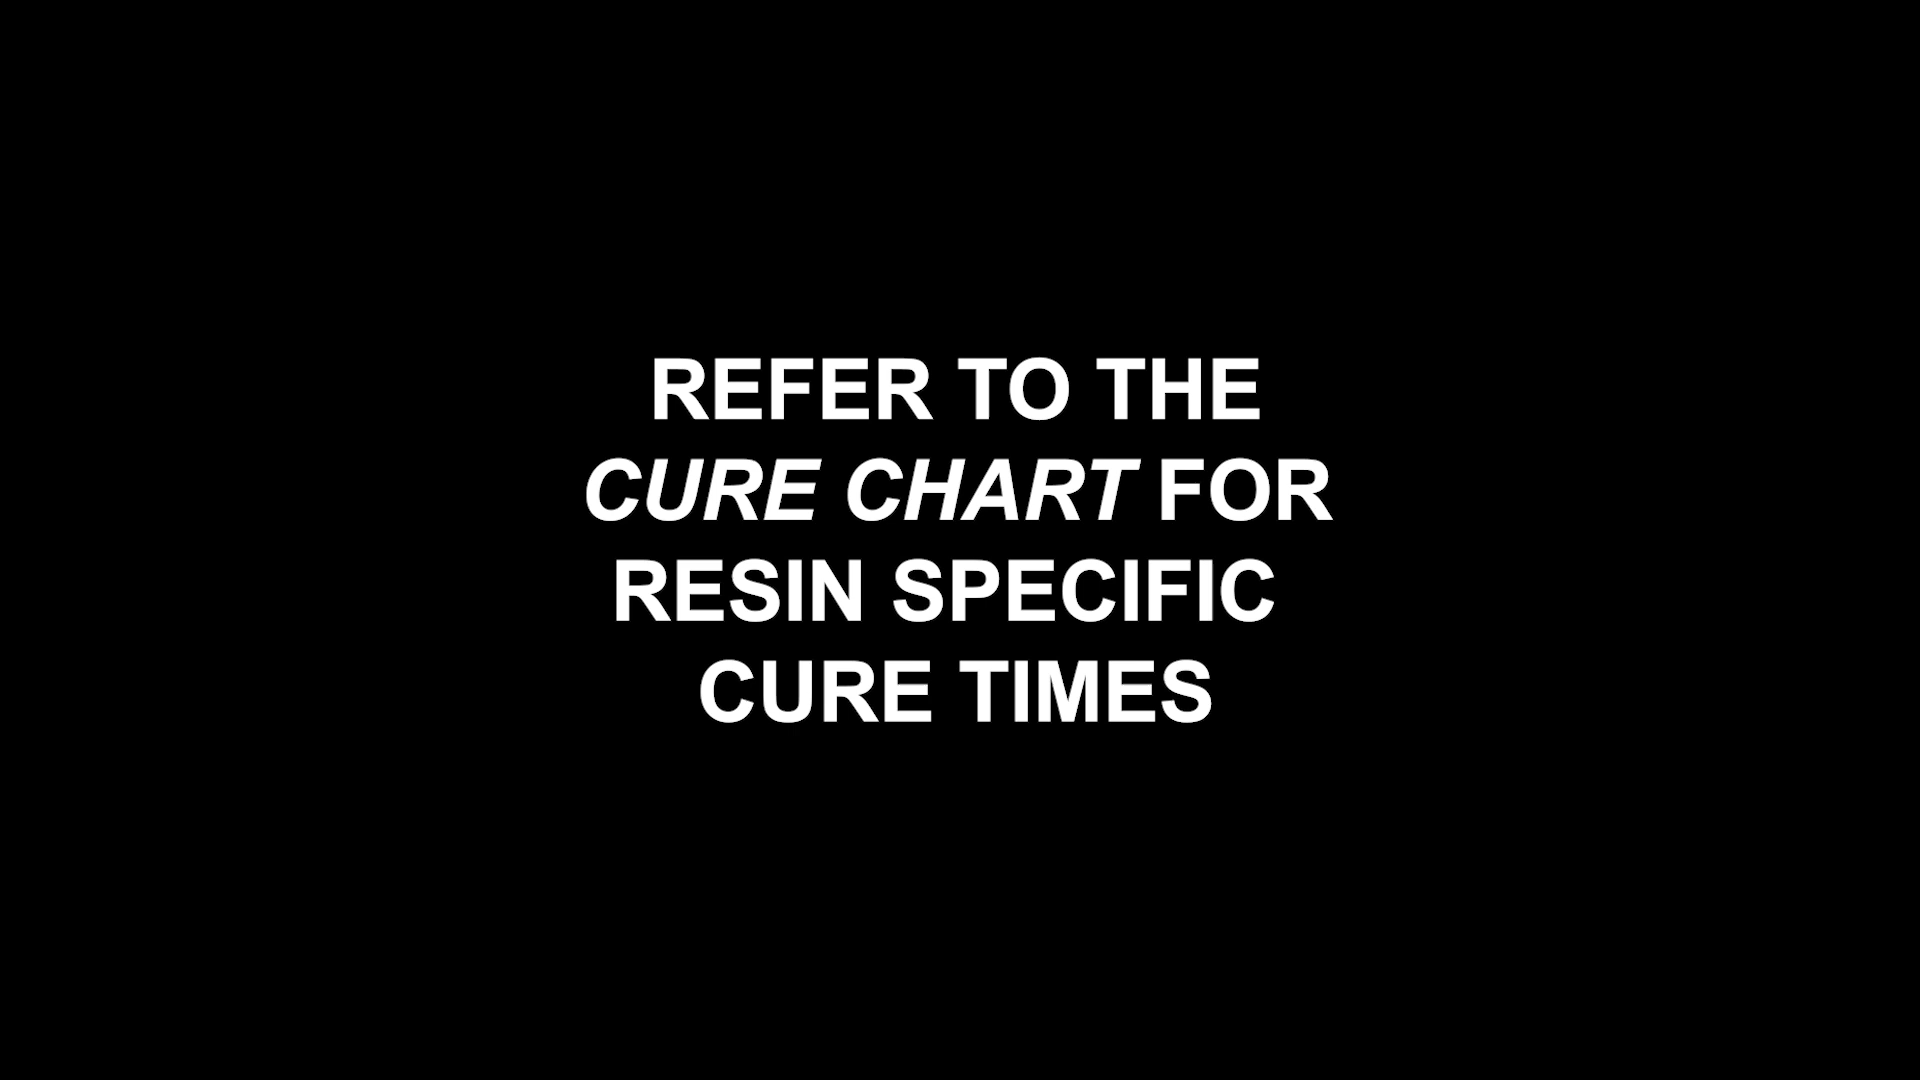 REFER TO THE
CURE CHART FOR
RESIN SPECIFIC
CURE TIMES